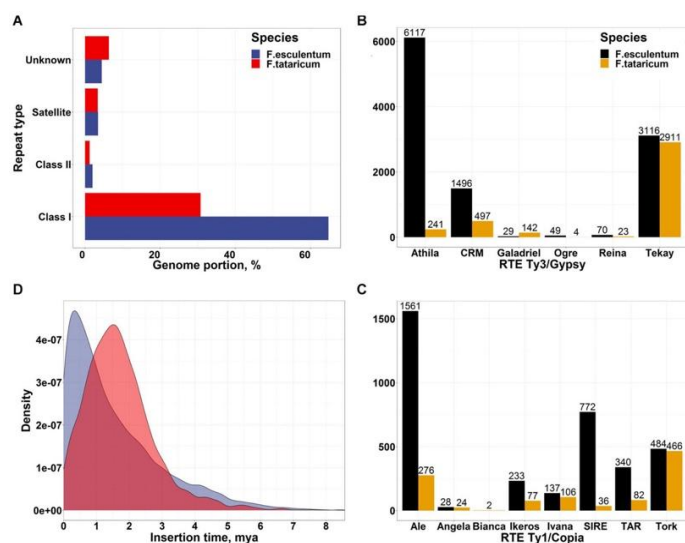 A
Species
F.esculentum
F.tataricum
Unknown
Satellite
Class II
Class I
Repeat type
0
20
40
60
Genome portion, %
B
Species
F.esculentum
F.tataricum
6000
4000
2000
0
6117
241
1496
497
29
142
49
4
70
23
3116
2911
Athila CRM Galadriel Ogre Reina Tekay
RTE Ty3/Gypsy
D
4e-07
3e-07
2e-07
1e-07
0e+00
Density
0 1 2 3 4 5 6 7 8
Insertion time, mya
C
1500
1000
500
0
1561
276
28
24
2
233
77
137
106
772
36
340
82
484
466
Ale Angela Bianca Ikeros Ivana SIRE TAR Tork
RTE Ty1/Copia